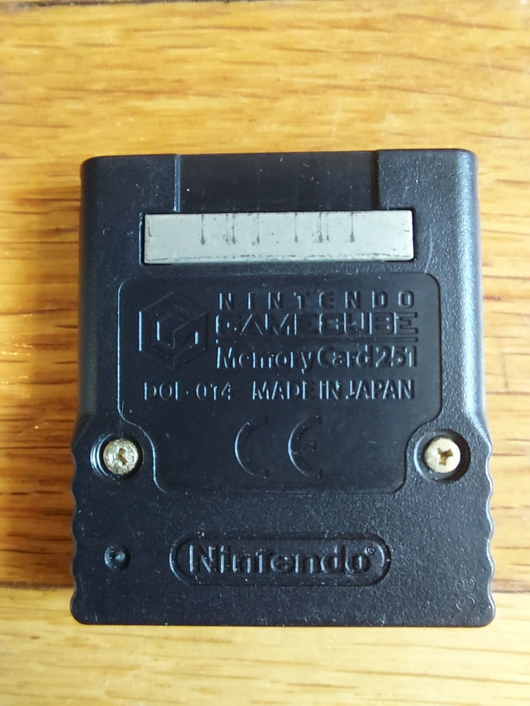 NINTENDO
GAMECUBE
Memory Card 251
DOL-014 MADE IN JAPAN
CE
Nintendo®